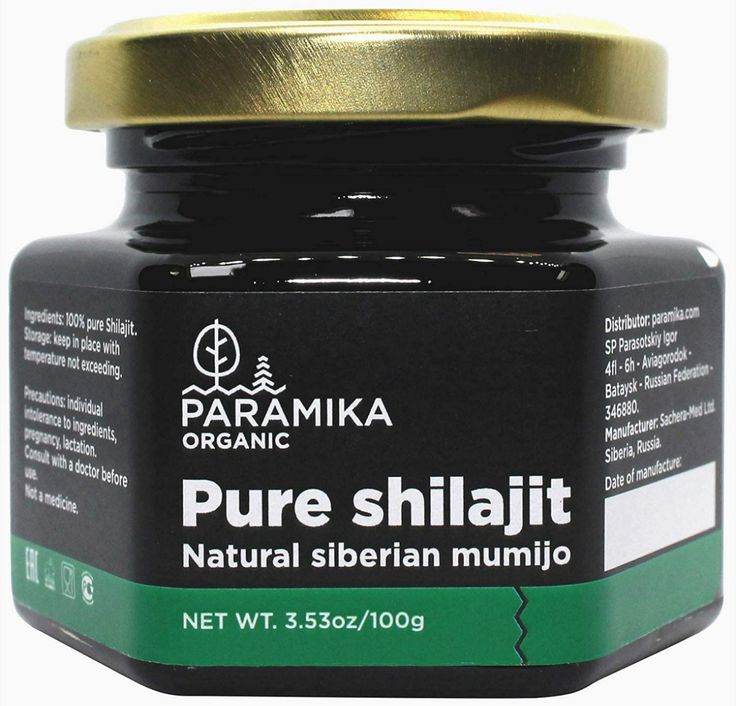 Ingredients: 100% pure Shilajit.
Storage: keep in place with
temperature not exceeding.
Precautions: individual
intolerance to ingredients,
pregnancy, lactation.
Consult with a doctor before
use.
Not a medicine.
EAC
PARAMIKA
ORGANIC
Pure shilajit
Natural siberian mumijo
NET WT. 3.53oz/100g
Distributor: paramika.com
SP Parasotskiy Igor
4fl - 6h - Aviagorodok -
Bataysk - Russian Federation -
346880.
Manufacturer: Sachera-Med Ltd.
Siberia, Russia.
Date of manufacture: